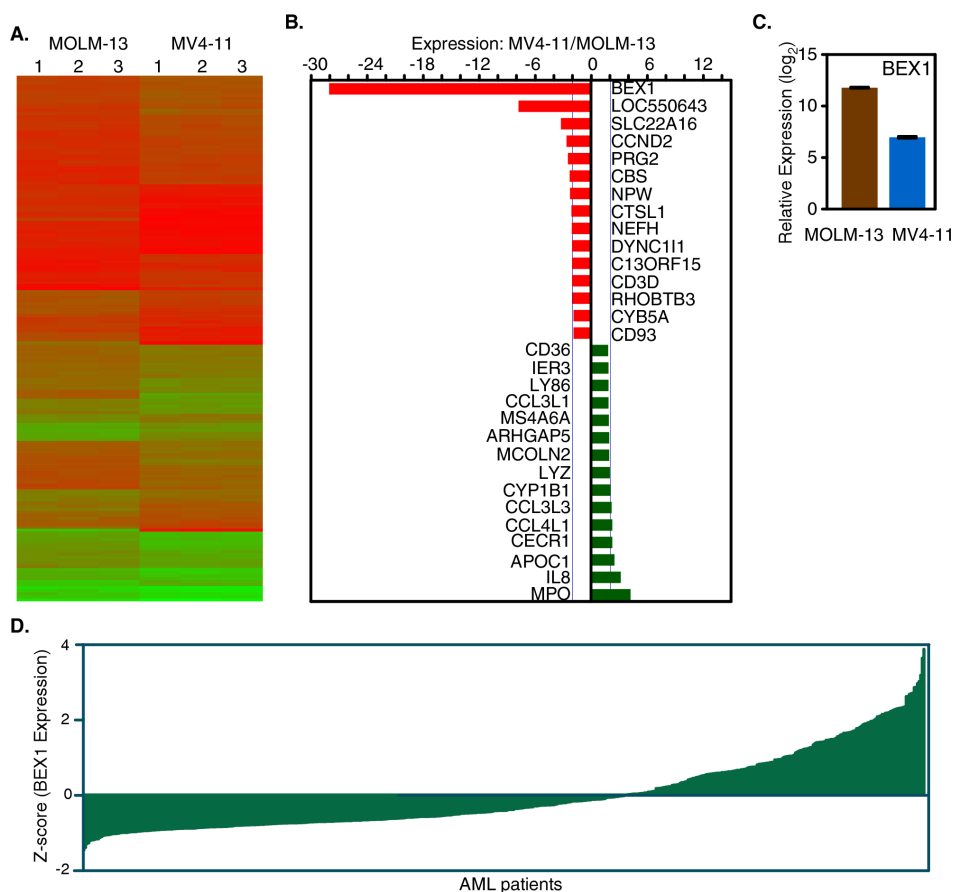 A.
MOLM-13 MV4-11
1 2 3 1 2 3
B.
Expression: MV4-11/MOLM-13
-30 -24 -18 -12 -6 0 6 12
BEX1
LOC550643
SLC22A16
CCND2
PRG2
CBS
NPW
CTSL1
NEFH
DYNC1I1
C13ORF15
CD3D
RHOBTB3
CYB5A
CD93
CD36
IER3
LY86
CCL3L1
MS4A6A
ARHGAP5
MCOLN2
LYZ
CYP1B1
CCL3L3
CCL4L1
CECR1
APOC1
IL8
MPO
C.
Relative Expression (log2)
15
10
5
0
BEX1
MOLM-13 MV4-11
D.
Z-score (BEX1 Expression)
4
2
0
-2
AML patients